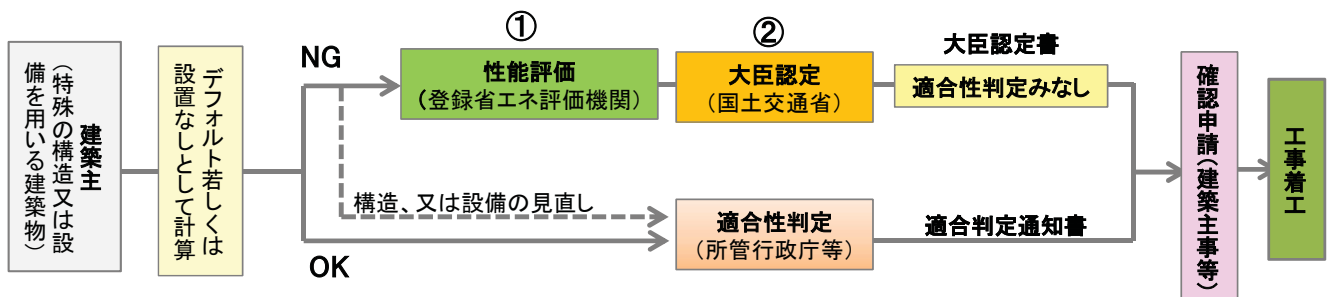 建築主
（特殊の構造又は設
備を用いる建築物）
デフォルト若しくは
設置なしとして計算
NG
①
性能評価
（登録省エネ評価機関）
②
大臣認定
（国土交通省）
大臣認定書
適合性判定みなし
構造、又は設備の見直し
OK
適合性判定
（所管行政庁等）
適合判定通知書
確認申請（建築主事等）
工事着工